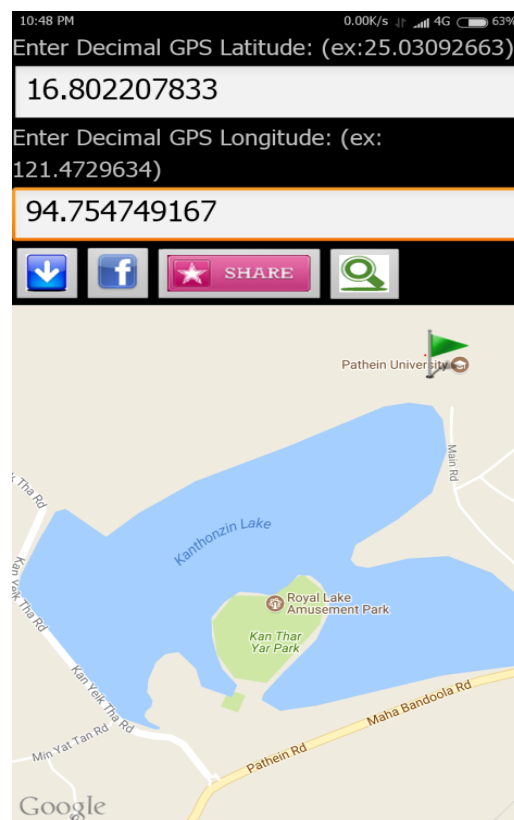 10:48 PM 0.00K/s 4G 63%
Enter Decimal GPS Latitude: (ex:25.03092663)
16.802207833
Enter Decimal GPS Longitude: (ex:
121.4729634)
94.754749167
f
SHARE
Pathein University
Main Rd
Tha Rd
Kanthonzin Lake
Kan Yeik Tha Rd
Royal Lake
Amusement Park
Kan Thar
Yar Park
Kan Yeik Tha Rd
Maha Bandoola Rd
Min Yat Tan Rd
Pathein Rd
Google